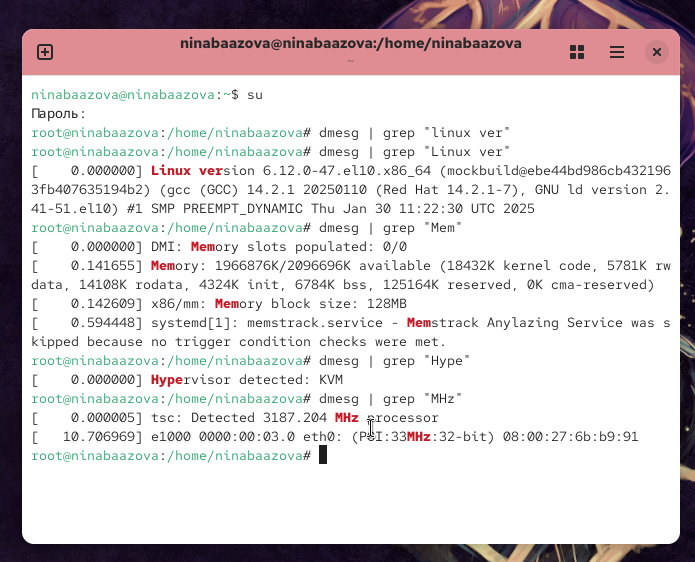 ninabaazova@ninabaazova:/home/ninabaazova
~
ninabaazova@ninabaazova:~$ su
Пароль:
root@ninabaazova:/home/ninabaazova# dmesg | grep "linux ver"
root@ninabaazova:/home/ninabaazova# dmesg | grep "Linux ver"
[    0.000000] Linux version 6.12.0-47.el10.x86_64 (mockbuild@ebe44bd986cb432196
3fb407635194b2) (gcc (GCC) 14.2.1 20250110 (Red Hat 14.2.1-7), GNU ld version 2.
41-51.el10) #1 SMP PREEMPT_DYNAMIC Thu Jan 30 11:22:30 UTC 2025
root@ninabaazova:/home/ninabaazova# dmesg | grep "Mem"
[    0.000000] DMI: Memory slots populated: 0/0
[    0.141655] Memory: 1966876K/2096696K available (18432K kernel code, 5781K rw
data, 14108K rodata, 4324K init, 6784K bss, 125164K reserved, 0K cma-reserved)
[    0.142609] x86/mm: Memory block size: 128MB
[    0.594448] systemd[1]: memstrack.service - Memstrack Anylazing Service was s
kipped because no trigger condition checks were met.
root@ninabaazova:/home/ninabaazova# dmesg | grep "Hype"
[    0.000000] Hypervisor detected: KVM
root@ninabaazova:/home/ninabaazova# dmesg | grep "MHz"
[    0.000005] tsc: Detected 3187.204 MHz processor
[   10.706969] e1000 0000:00:03.0 eth0: (PCI:33MHz:32-bit) 08:00:27:6b:b9:91
root@ninabaazova:/home/ninabaazova#